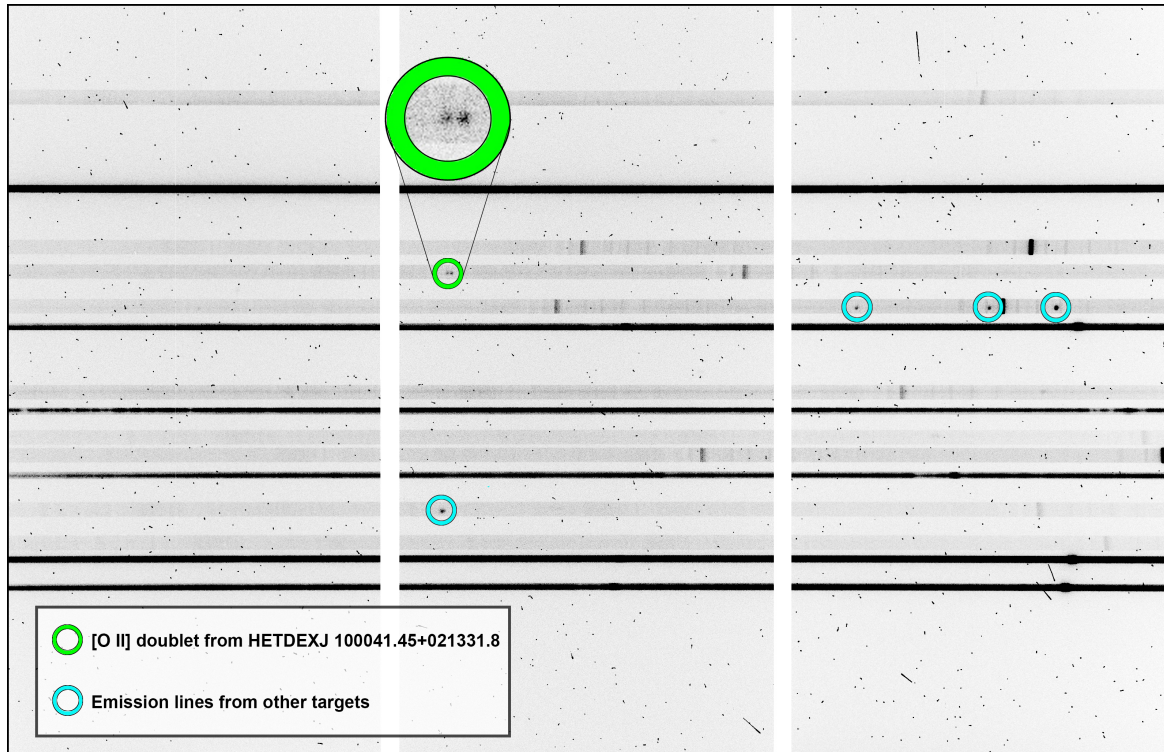 [O II] doublet from HETDEXJ 100041.45+021331.8
Emission lines from other targets